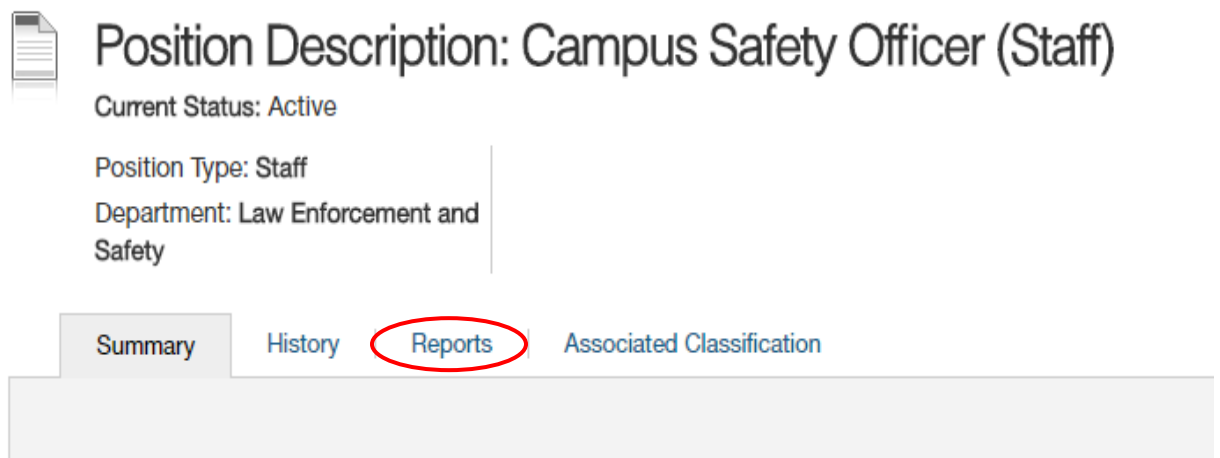 Position Description: Campus Safety Officer (Staff)
Current Status: Active
Position Type: Staff
Department: Law Enforcement and
Safety
Summary History Reports Associated Classification